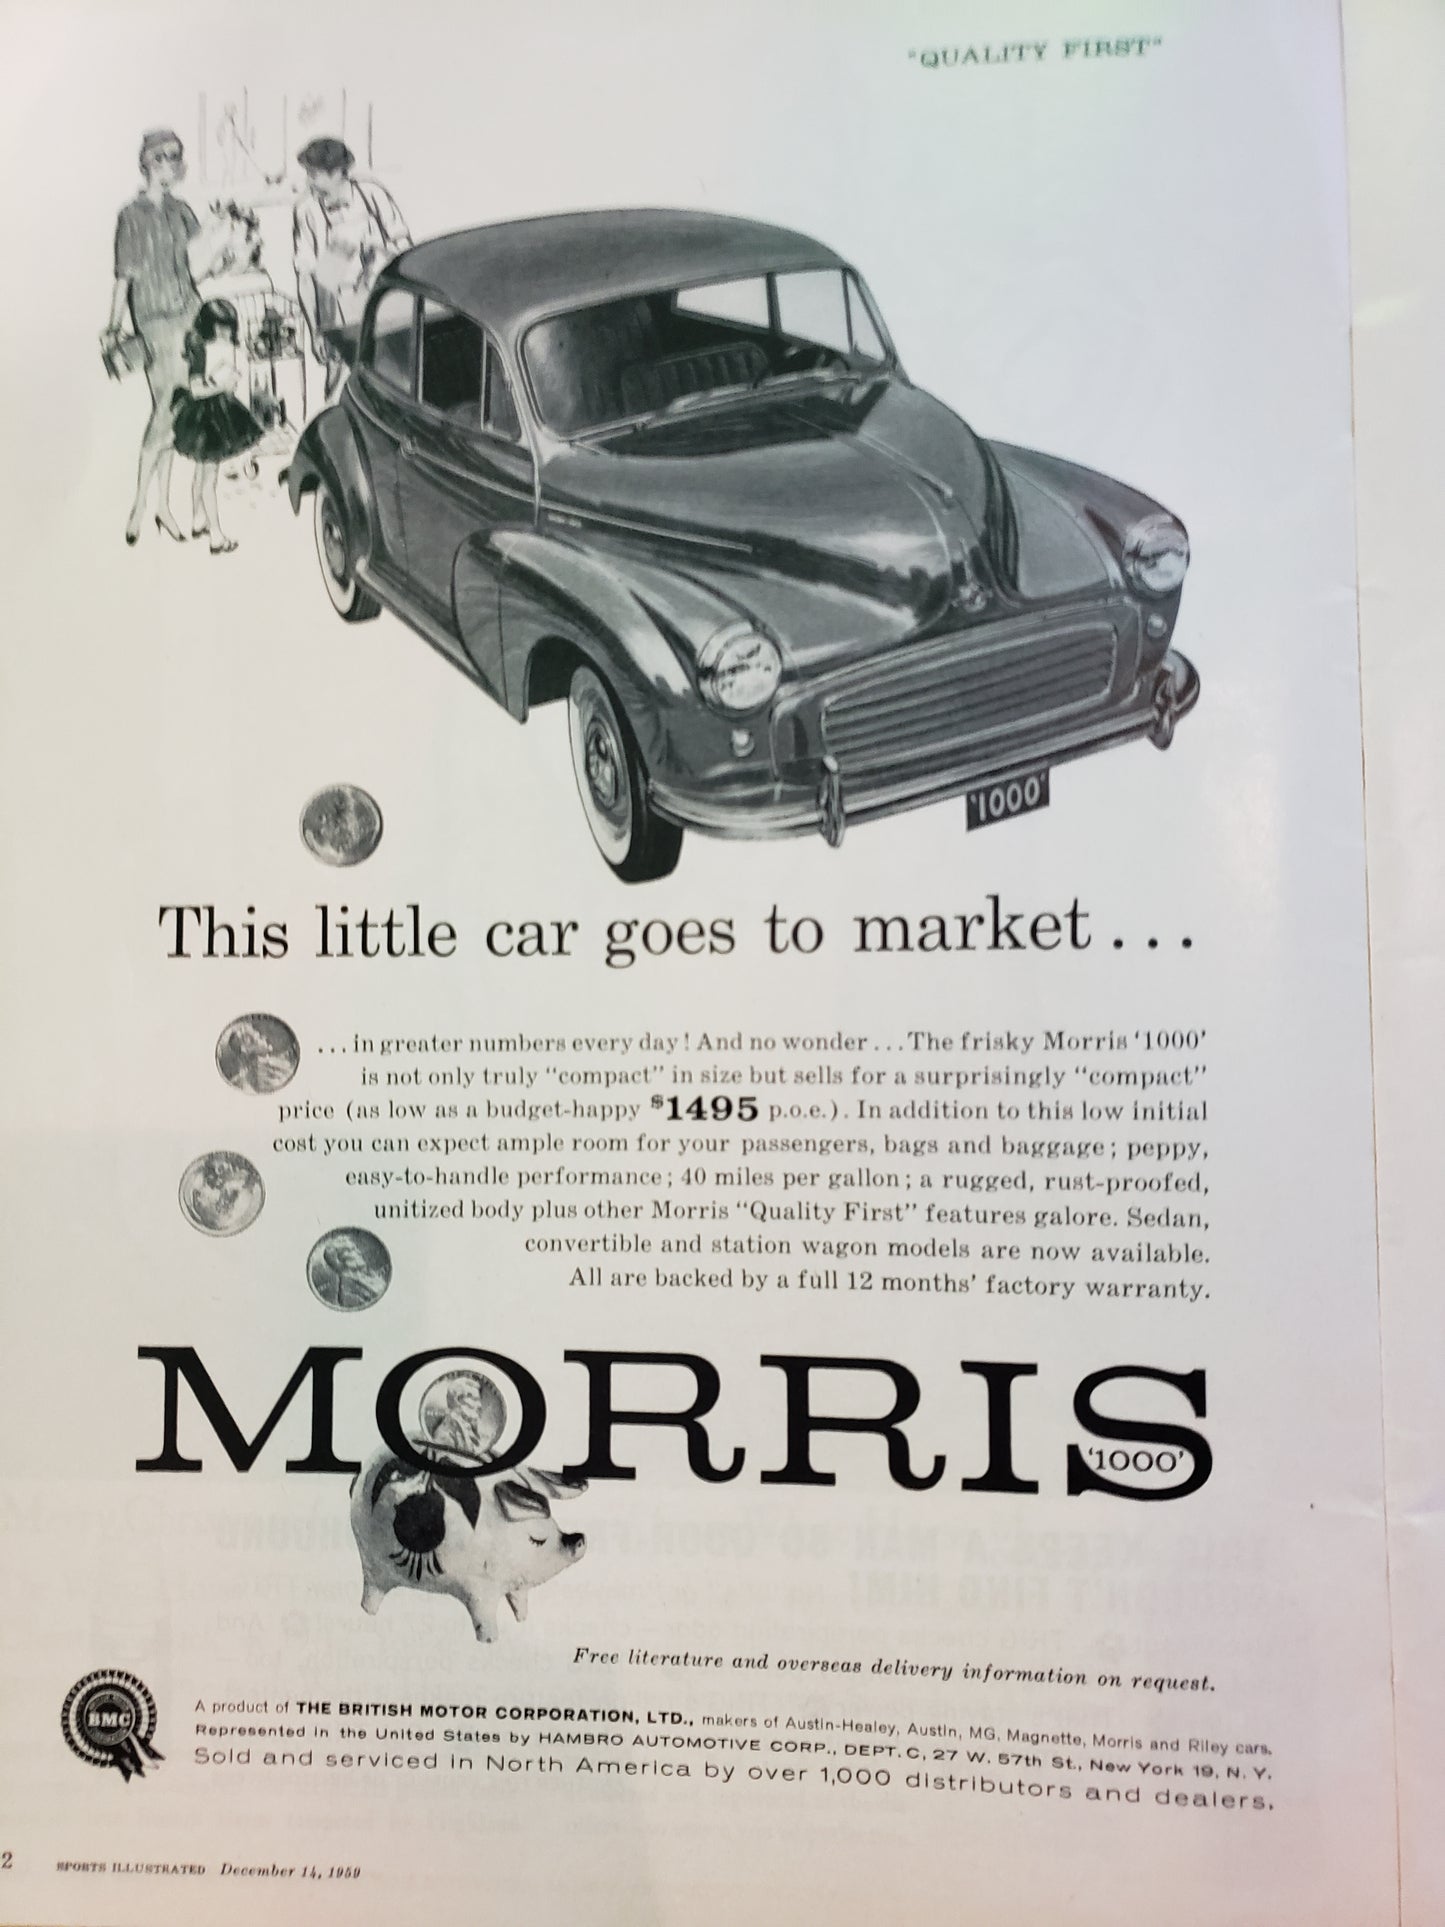 "QUALITY FIRST"
'1000'
This little car goes to market...
...in greater numbers every day! And no wonder...The frisky Morris '1000'
is not only truly "compact" in size but sells for a surprisingly "compact"
price (as low as a budget-happy $1495 p.o.e.). In addition to this low initial
cost you can expect ample room for your passengers, bags and baggage; peppy,
easy-to-handle performance; 40 miles per gallon; a rugged, rust-proofed,
unitized body plus other Morris "Quality First" features galore. Sedan,
convertible and station wagon models are now available.
All are backed by a full 12 months' factory warranty.
MORRIS
'1000'
Free literature and overseas delivery information on request.
BMC
A product of THE BRITISH MOTOR CORPORATION, LTD., makers of Austin-Healey, Austin, MG, Magnette, Morris and Riley cars.
Represented in the United States by HAMBRO AUTOMOTIVE CORP., DEPT. C, 27 W. 57th St., New York 19, N. Y.
Sold and serviced in North America by over 1,000 distributors and dealers.
2 SPORTS ILLUSTRATED December 14, 1959